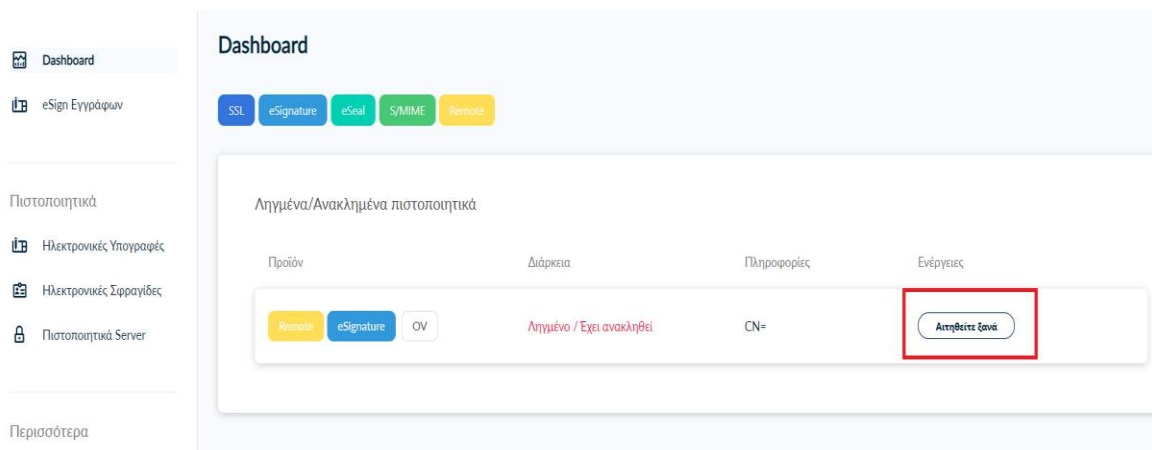 Dashboard
eSign Εγγράφων
Πιστοποιητικά
Ηλεκτρονικές Υπογραφές
Ηλεκτρονικές Σφραγίδες
Πιστοποιητικά Server
Περισσότερα
Dashboard
SSL eSignature eSeal S/MIME Remote
Ληγμένα/Ανακλημένα πιστοποιητικά
Προϊόν Διάρκεια Πληροφορίες Ενέργειες
Remote eSignature OV Ληγμένο / Έχει ανακληθεί CN= Αιτηθείτε ξανά